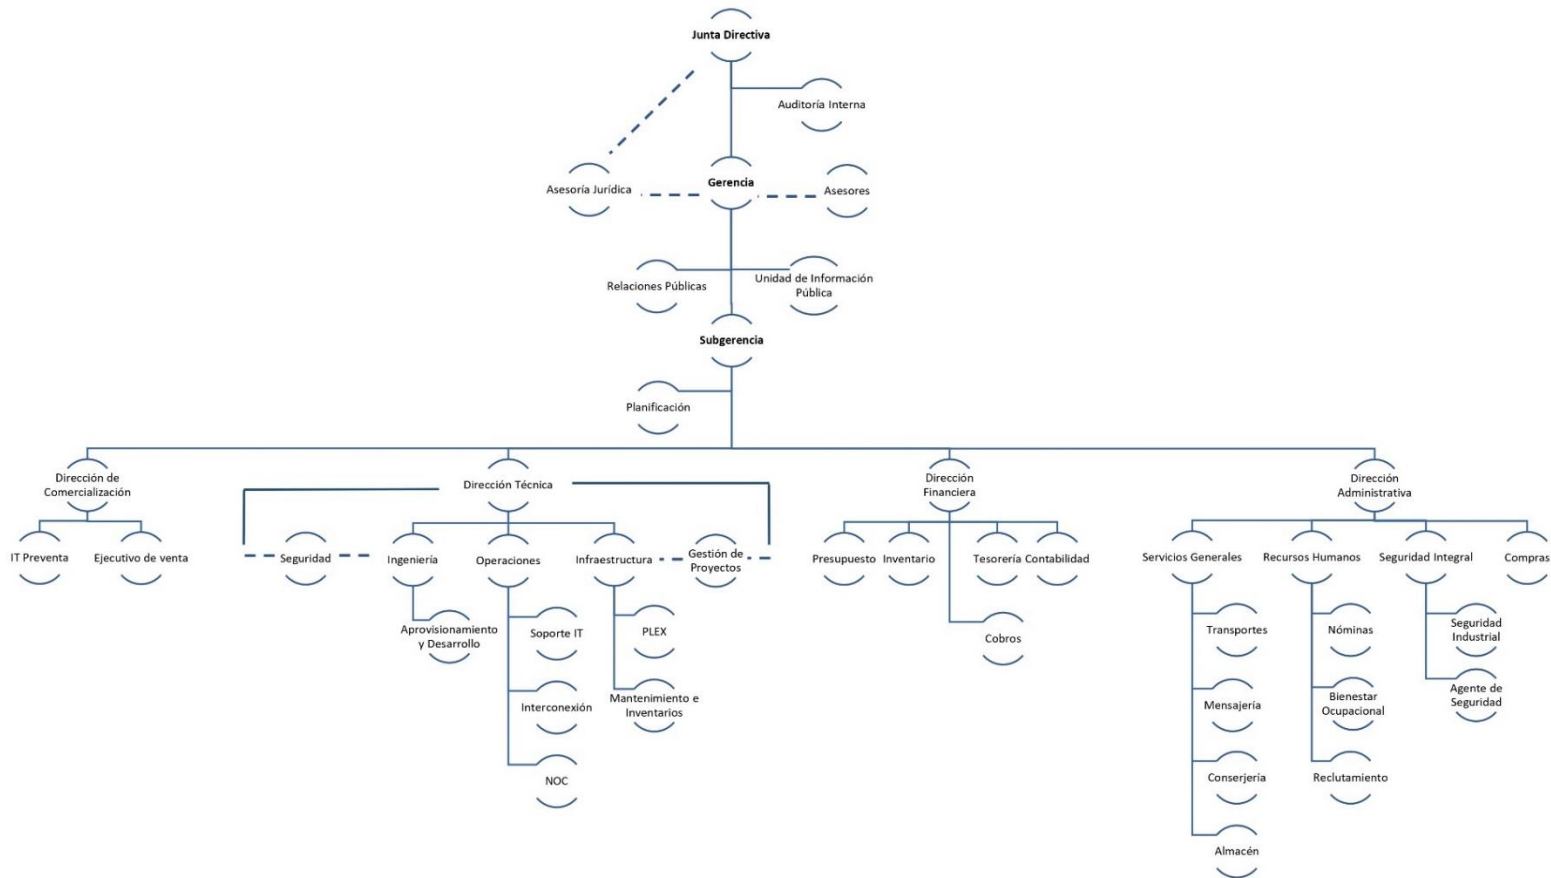 Junta Directiva
Auditoría Interna
Asesoría Jurídica
Gerencia
Asesores
Relaciones Públicas
Unidad de Información
Pública
Subgerencia
Planificación
Dirección de
Comercialización
Dirección Técnica
Dirección
Financiera
Dirección
Administrativa
IT Preventa
Ejecutivo de venta
Seguridad
Ingeniería
Operaciones
Infraestructura
Gestión de
Proyectos
Presupuesto
Inventario
Tesorería
Contabilidad
Servicios Generales
Recursos Humanos
Seguridad Integral
Compras
Aprovisionamiento
y Desarrollo
Soporte IT
PLEX
Cobros
Transportes
Nóminas
Seguridad
Industrial
Interconexión
Mantenimiento e
Inventarios
Mensajería
Bienestar
Ocupacional
Agente de
Seguridad
NOC
Conserjería
Reclutamiento
Almacén